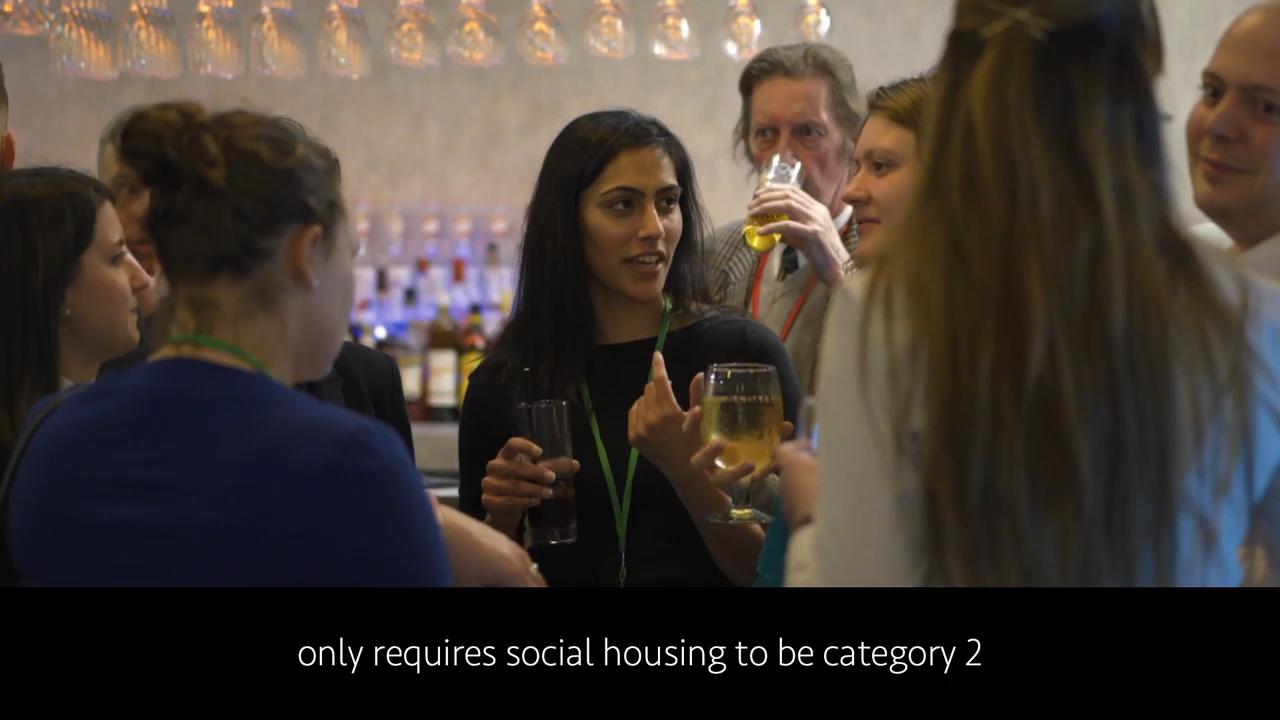 only requires social housing to be category 2